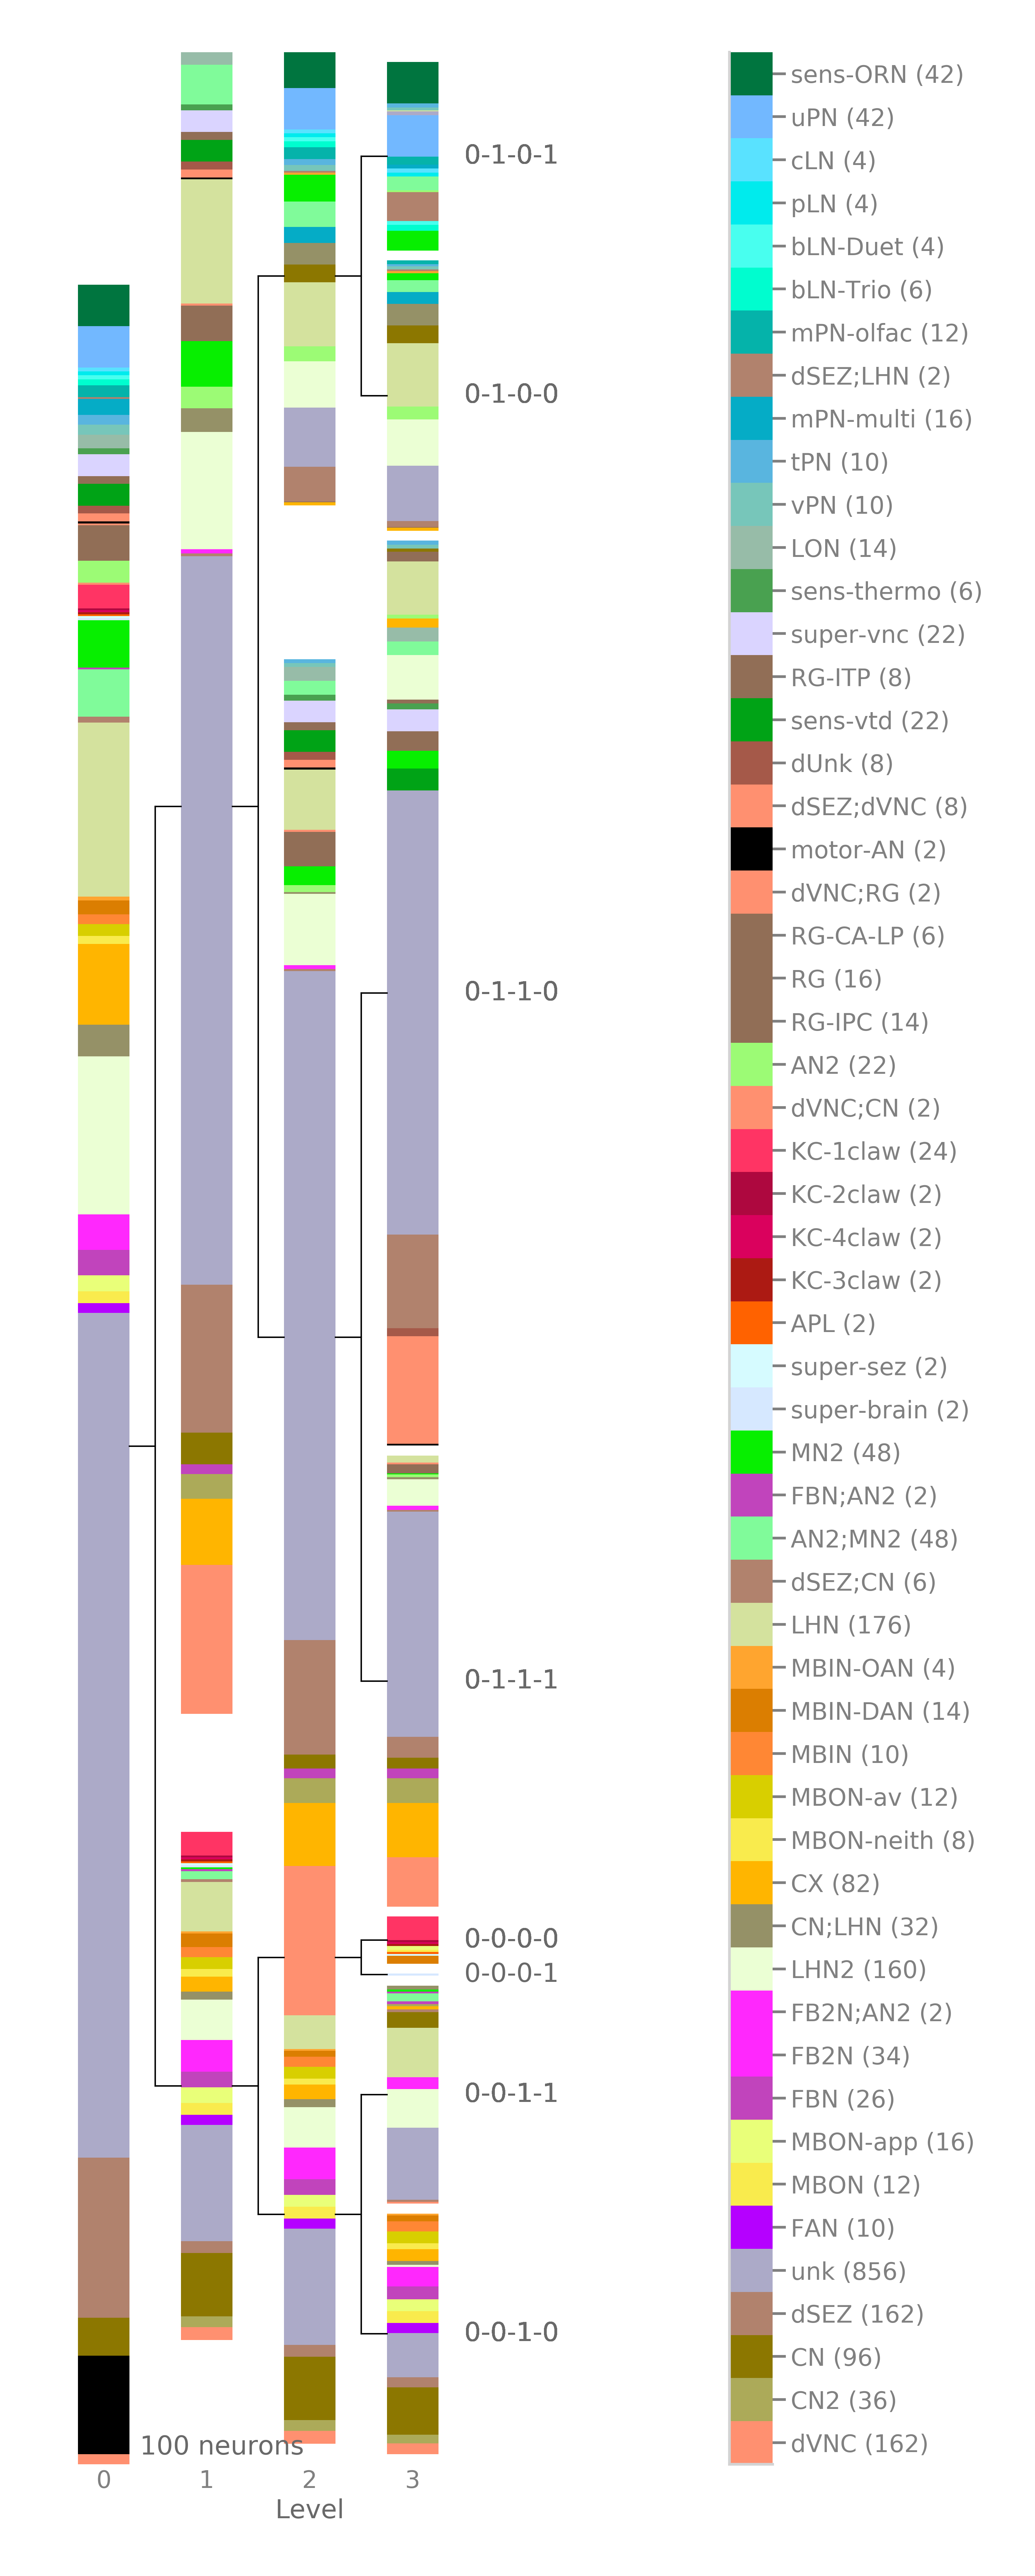 0-1-0-1
0-1-0-0
0-1-1-0
0-1-1-1
0-0-0-0
0-0-0-1
0-0-1-1
0-0-1-0
100 neurons
0 1 2 3
Level
sens-ORN (42)
uPN (42)
cLN (4)
pLN (4)
bLN-Duet (4)
bLN-Trio (6)
mPN-olfac (12)
dSEZ;LHN (2)
mPN-multi (16)
tPN (10)
vPN (10)
LON (14)
sens-thermo (6)
super-vnc (22)
RG-ITP (8)
sens-vtd (22)
dUnk (8)
dSEZ;dVNC (8)
motor-AN (2)
dVNC;RG (2)
RG-CA-LP (6)
RG (16)
RG-IPC (14)
AN2 (22)
dVNC;CN (2)
KC-1claw (24)
KC-2claw (2)
KC-4claw (2)
KC-3claw (2)
APL (2)
super-sez (2)
super-brain (2)
MN2 (48)
FBN;AN2 (2)
AN2;MN2 (48)
dSEZ;CN (6)
LHN (176)
MBIN-OAN (4)
MBIN-DAN (14)
MBIN (10)
MBON-av (12)
MBON-neith (8)
CX (82)
CN;LHN (32)
LHN2 (160)
FB2N;AN2 (2)
FB2N (34)
FBN (26)
MBON-app (16)
MBON (12)
FAN (10)
unk (856)
dSEZ (162)
CN (96)
CN2 (36)
dVNC (162)